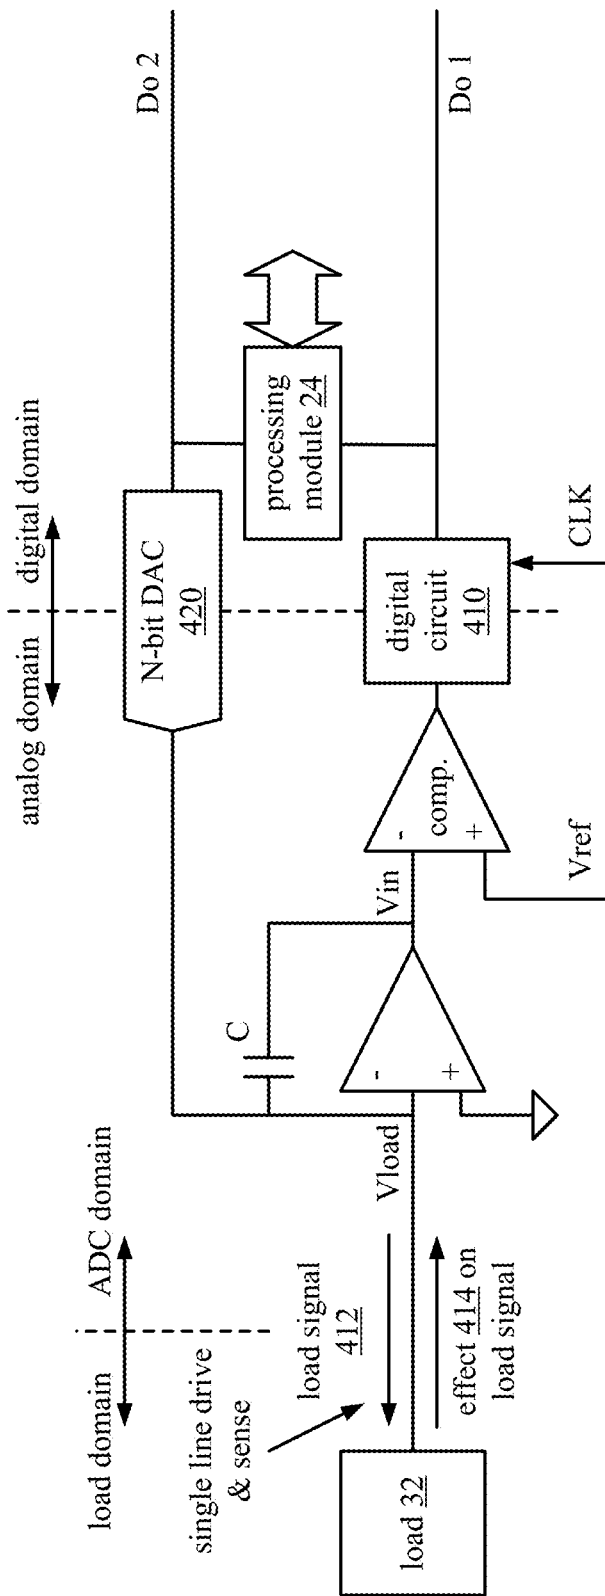 load domain
ADC domain
analog domain
digital domain
single line drive
& sense
load signal
412
effect 414 on
load signal
load 32
Vload
C
-
+
Vin
Vref
-
comp.
+
N-bit DAC
420
digital
circuit
410
CLK
processing
module 24
Do 2
Do 1